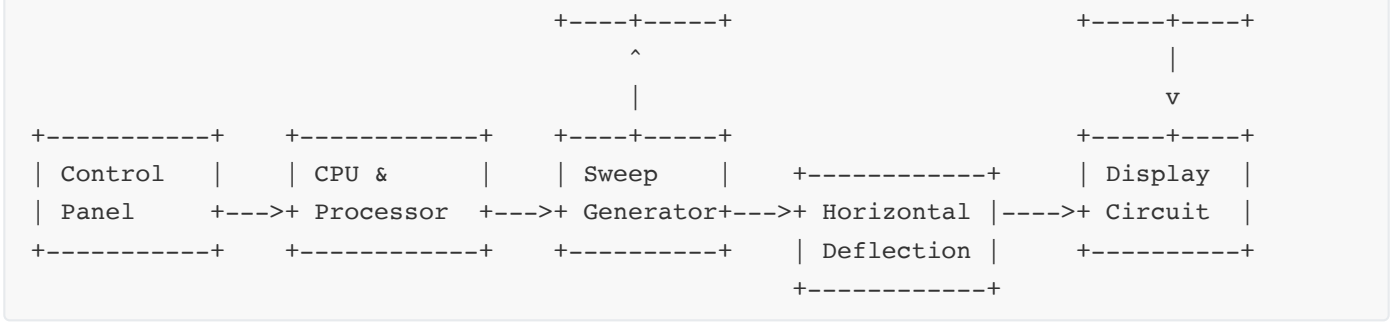 +----+-----+ +-----+----+
^ |
| v
+-----------+ +------------+ +----+-----+ +-----+----+
| Control | | CPU & | | Sweep | +------------+ | Display |
| Panel +--->+ Processor +--->+ Generator+--->+ Horizontal |---->+ Circuit |
+-----------+ +------------+ +----------+ | Deflection | +----------+
+------------+